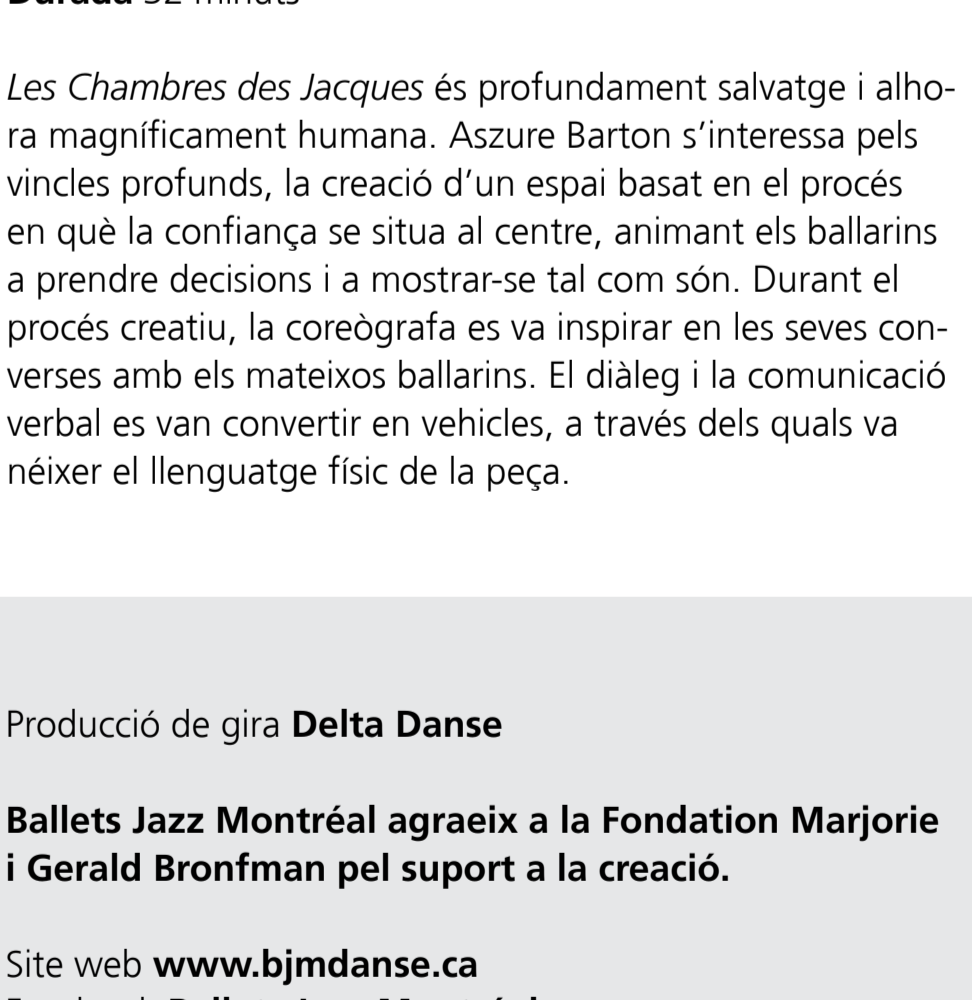 Durada 32 minuts
Les Chambres des Jacques és profundament salvatge i alho-
ra magníficament humana. Aszure Barton s’interessa pels
vincles profunds, la creació d’un espai basat en el procés
en què la confiança se situa al centre, animant els ballarins
a prendre decisions i a mostrar-se tal com són. Durant el
procés creatiu, la coreògrafa es va inspirar en les seves con-
verses amb els mateixos ballarins. El diàleg i la comunicació
verbal es van convertir en vehicles, a través dels quals va
néixer el llenguatge físic de la peça.
Producció de gira Delta Danse
Ballets Jazz Montréal agraeix a la Fondation Marjorie
i Gerald Bronfman pel suport a la creació.
Site web www.bjmdanse.ca